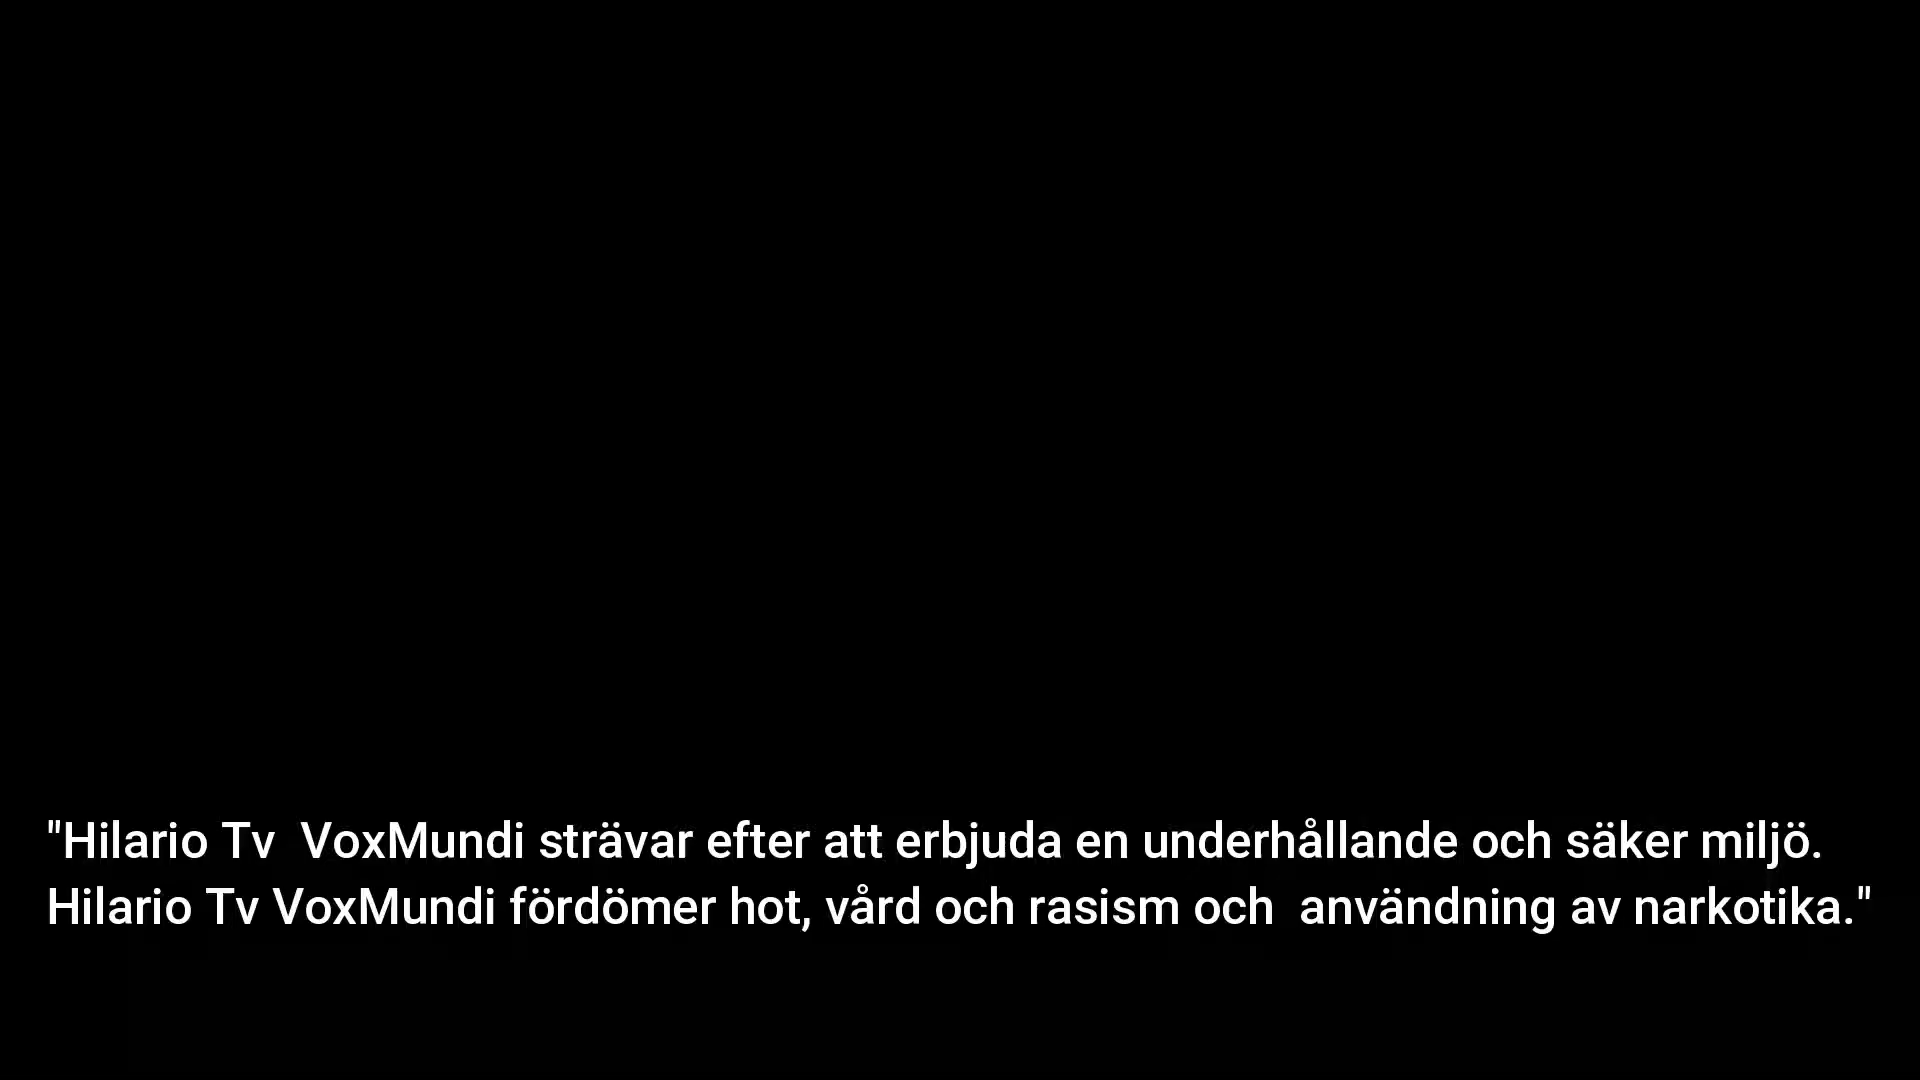 "Hilario Tv  VoxMundi strävar efter att erbjuda en underhållande och säker miljö.
Hilario Tv VoxMundi fördömer hot, vård och rasism och  användning av narkotika."